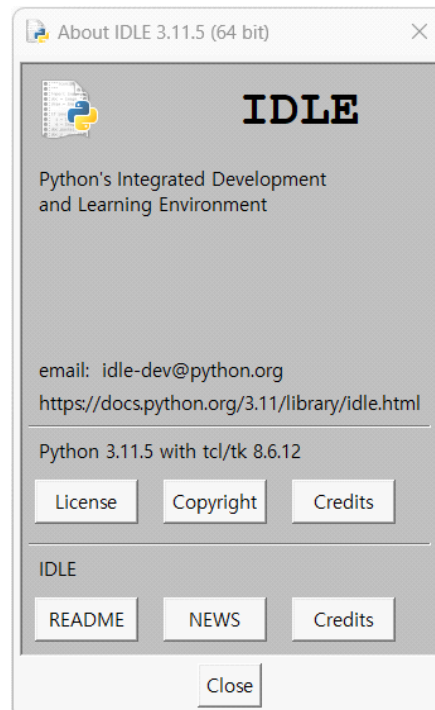 About IDLE 3.11.5 (64 bit)
IDLE
Python's Integrated Development
and Learning Environment
email: idle-dev@python.org
https://docs.python.org/3.11/library/idle.html
Python 3.11.5 with tcl/tk 8.6.12
License Copyright Credits
IDLE
README NEWS Credits
Close